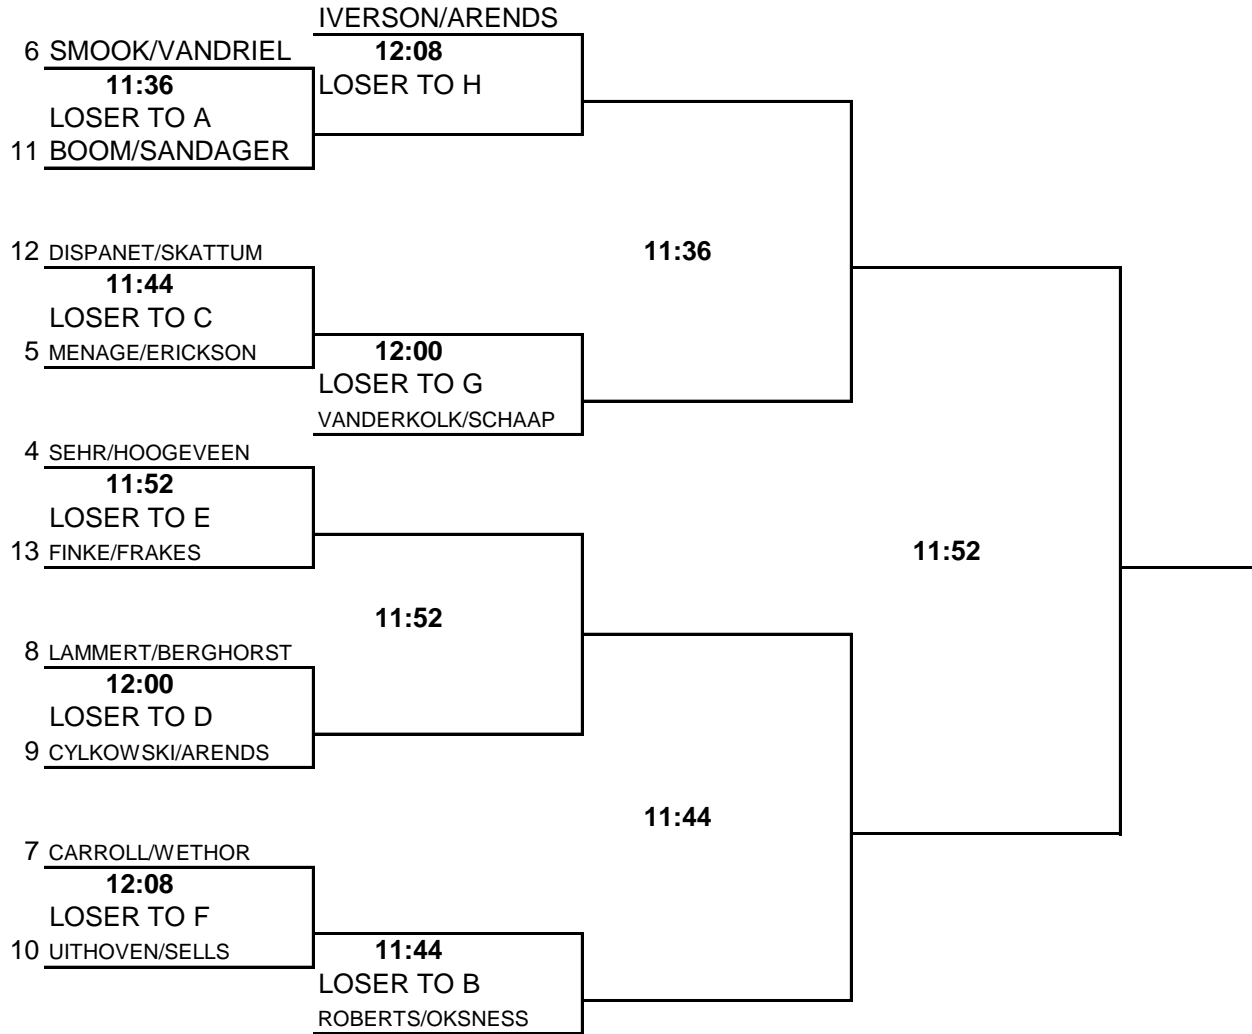 IVERSON/ARENDS
6 SMOOK/VANDRIEL
12:08
11:36
LOSER TO H
LOSER TO A
11 BOOM/SANDAGER
12 DISPANET/SKATTUM
11:36
11:44
LOSER TO C
5 MENAGE/ERICKSON
12:00
LOSER TO G
VANDERKOLK/SCHAAP
4 SEHR/HOOGEVEEN
11:52
LOSER TO E
13 FINKE/FRAKES
11:52
11:52
8 LAMMERT/BERGHORST
12:00
LOSER TO D
9 CYLKOWSKI/ARENDS
11:44
7 CARROLL/WETHOR
12:08
LOSER TO F
10 UITHOVEN/SELLS
11:44
LOSER TO B
ROBERTS/OKSNESS